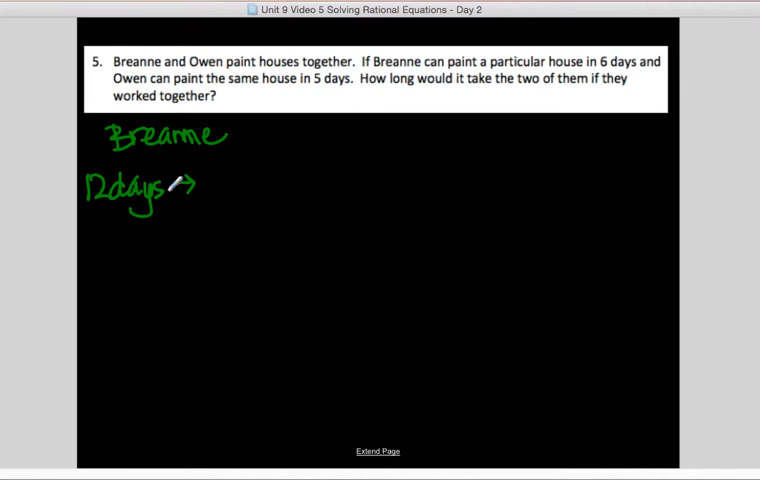 Unit 9 Video 5 Solving Rational Equations - Day 2
5. Breanne and Owen paint houses together. If Breanne can paint a particular house in 6 days and
Owen can paint the same house in 5 days. How long would it take the two of them if they
worked together?
Breanne
12 days →
Extend Page